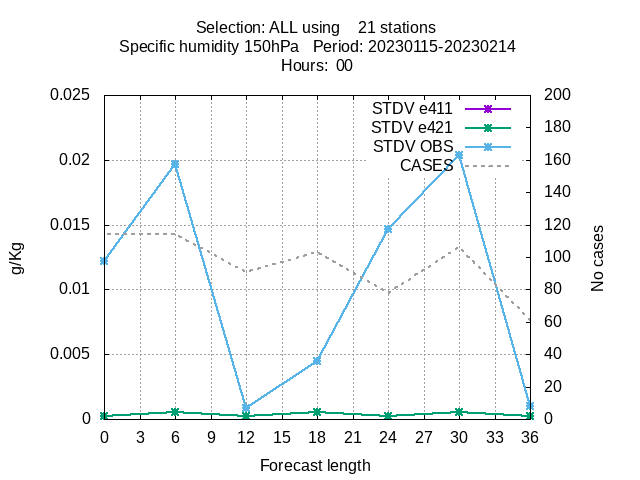 Selection: ALL using    21 stations
Specific humidity 150hPa   Period: 20230115-20230214
Hours:  00
0.025
0.02
0.015
0.01
0.005
0
g/Kg
STDV e411
STDV e421
STDV OBS
CASES
200
180
160
140
120
100
80
60
40
20
0
No cases
0 3 6 9 12 15 18 21 24 27 30 33 36
Forecast length